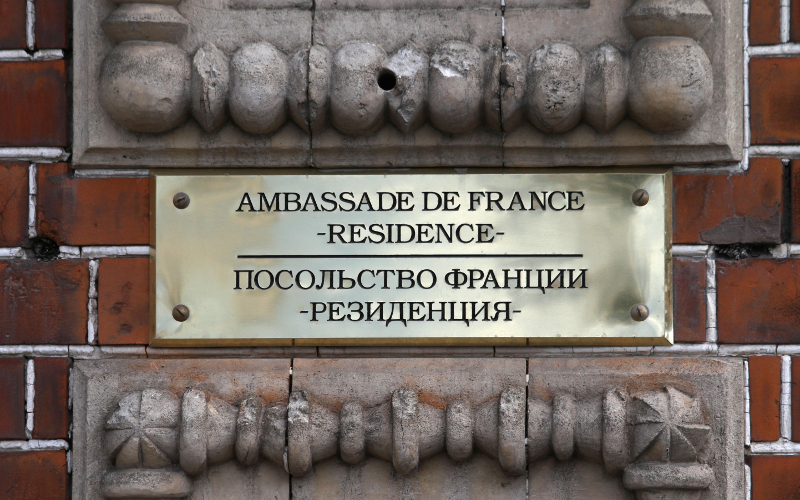 AMBASSADE DE FRANCE
-RESIDENCE-
ПОСОЛЬСТВО ФРАНЦИИ
-РЕЗИДЕНЦИЯ-